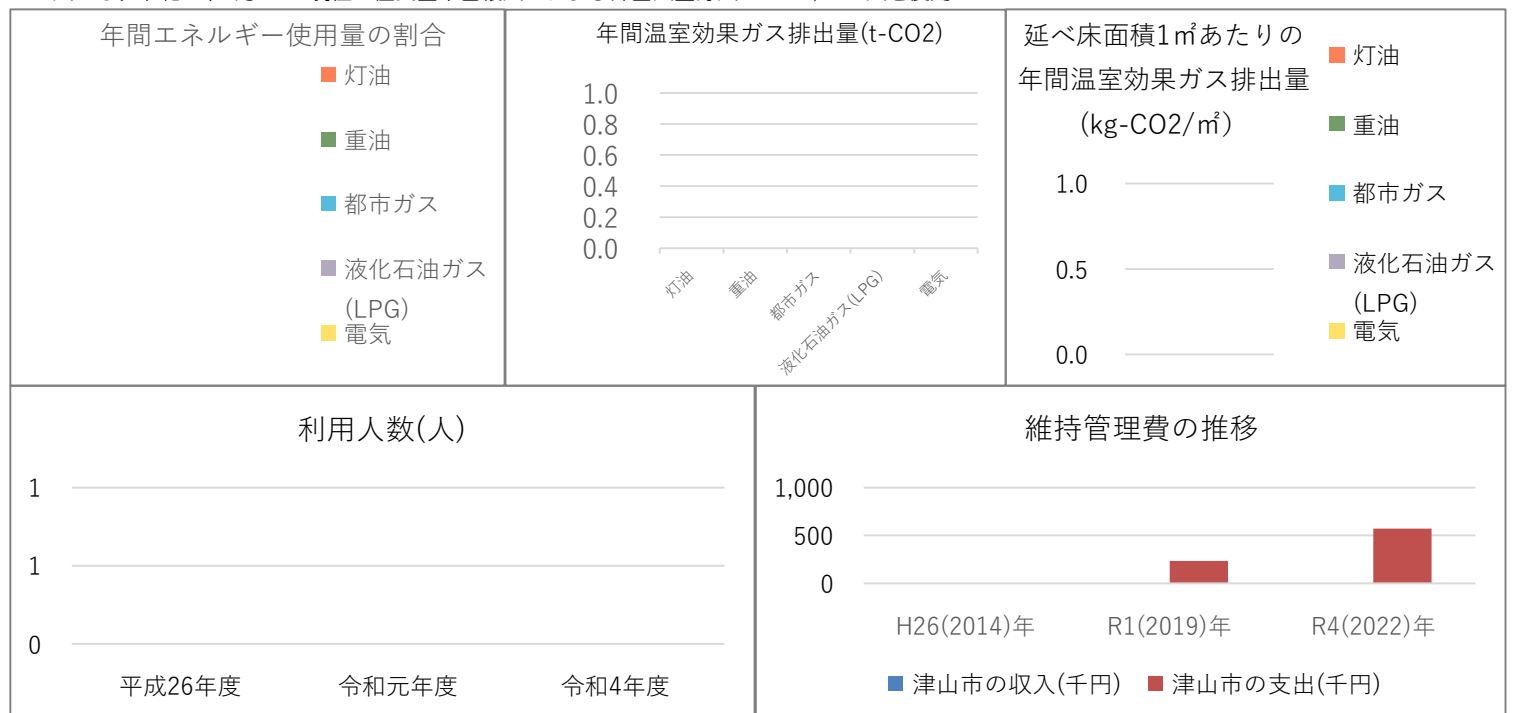 年間エネルギー使用量の割合
灯油
重油
都市ガス
液化石油ガス
(LPG)
電気
年間温室効果ガス排出量(t-CO2)
1.0
0.8
0.6
0.4
0.2
0.0
灯油
重油
都市ガス
液化石油ガス(LPG)
電気
延べ床面積1㎡あたりの
年間温室効果ガス排出量
(kg-CO2/㎡)
1.0
0.5
0.0
灯油
重油
都市ガス
液化石油ガス
(LPG)
電気
利用人数(人)
1
1
0
平成26年度 令和元年度 令和4年度
維持管理費の推移
1,000
500
0
H26(2014)年 R1(2019)年 R4(2022)年
津山市の収入(千円) 津山市の支出(千円)